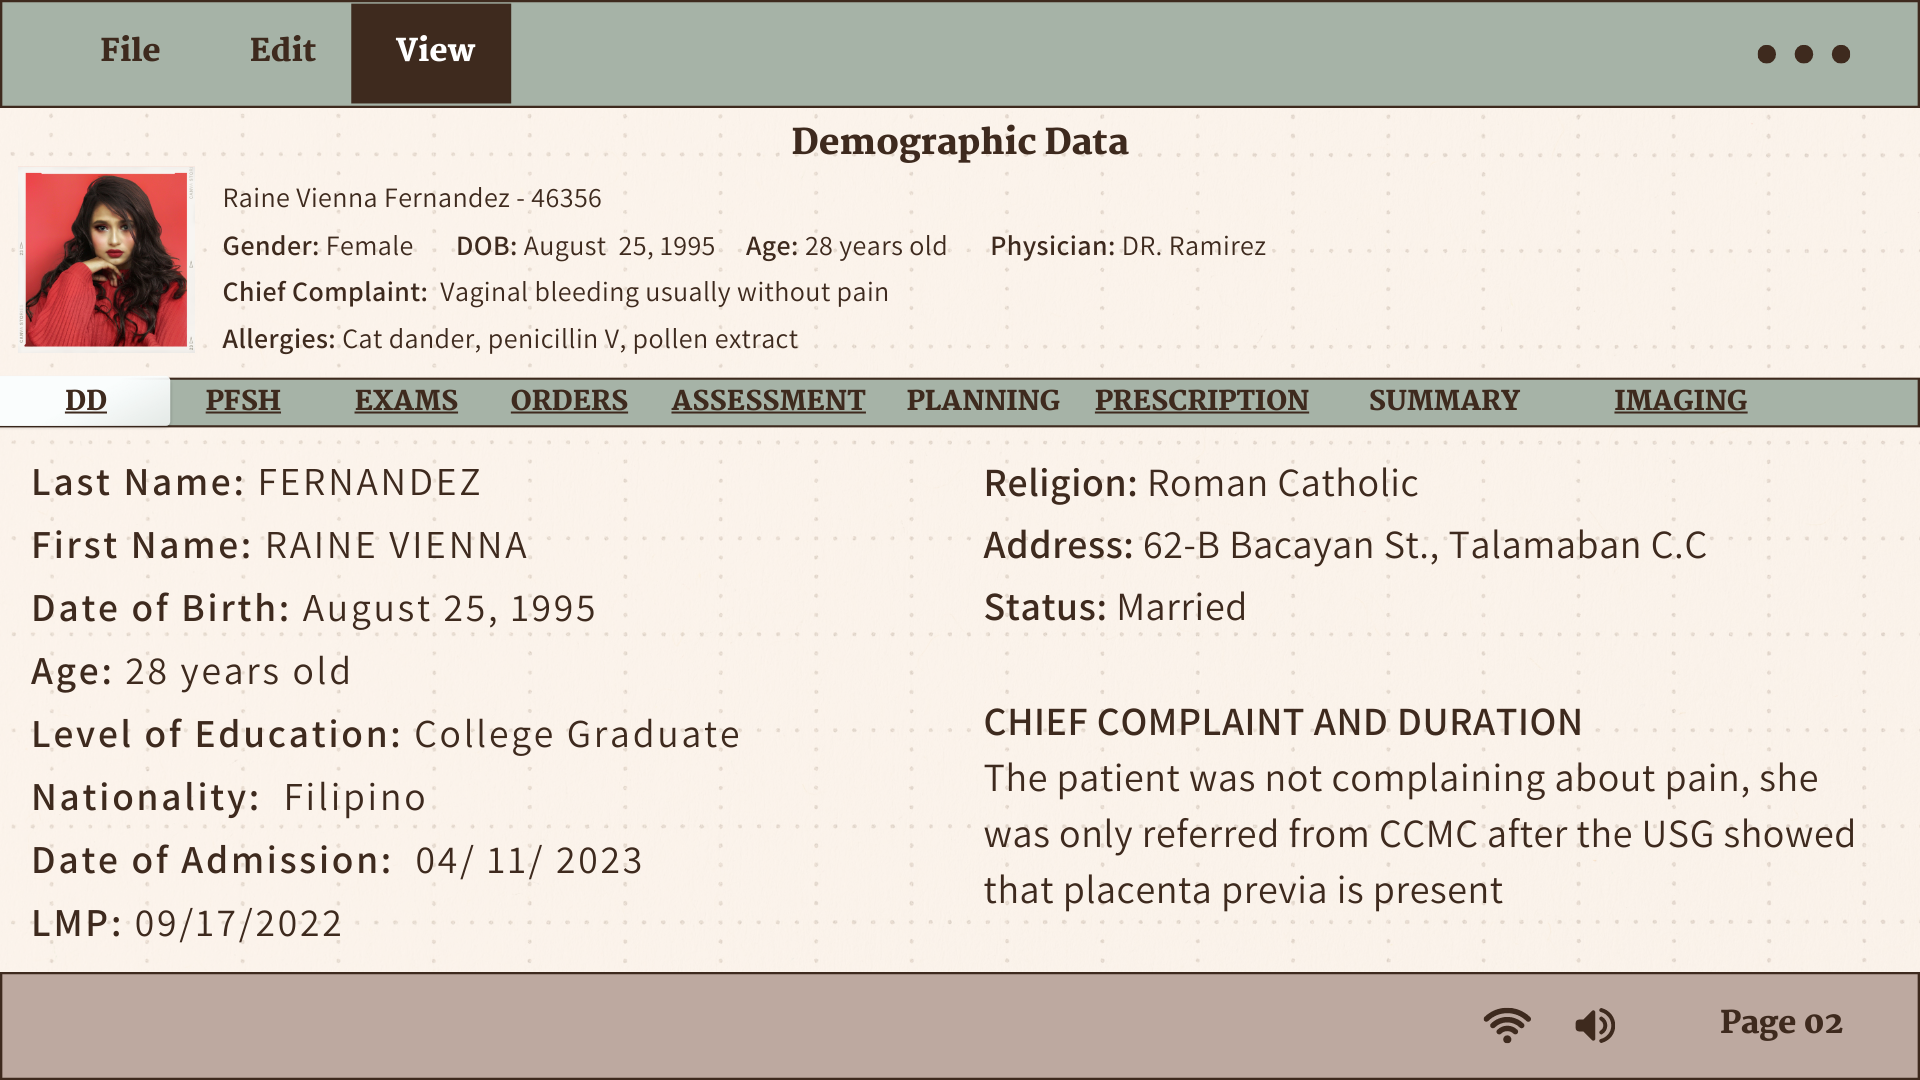 File Edit View
Demographic Data
Raine Vienna Fernandez - 46356
Gender: Female DOB: August 25, 1995 Age: 28 years old Physician: DR. Ramirez
Chief Complaint: Vaginal bleeding usually without pain
Allergies: Cat dander, penicillin V, pollen extract
DD PFSH EXAMS ORDERS ASSESSMENT PLANNING PRESCRIPTION SUMMARY IMAGING
Last Name: FERNANDEZ
First Name: RAINE VIENNA
Date of Birth: August 25, 1995
Age: 28 years old
Level of Education: College Graduate
Nationality: Filipino
Date of Admission: 04/ 11/ 2023
LMP: 09/17/2022
Religion: Roman Catholic
Address: 62-B Bacayan St., Talamaban C.C
Status: Married
CHIEF COMPLAINT AND DURATION
The patient was not complaining about pain, she
was only referred from CCMC after the USG showed
that placenta previa is present
Page 02